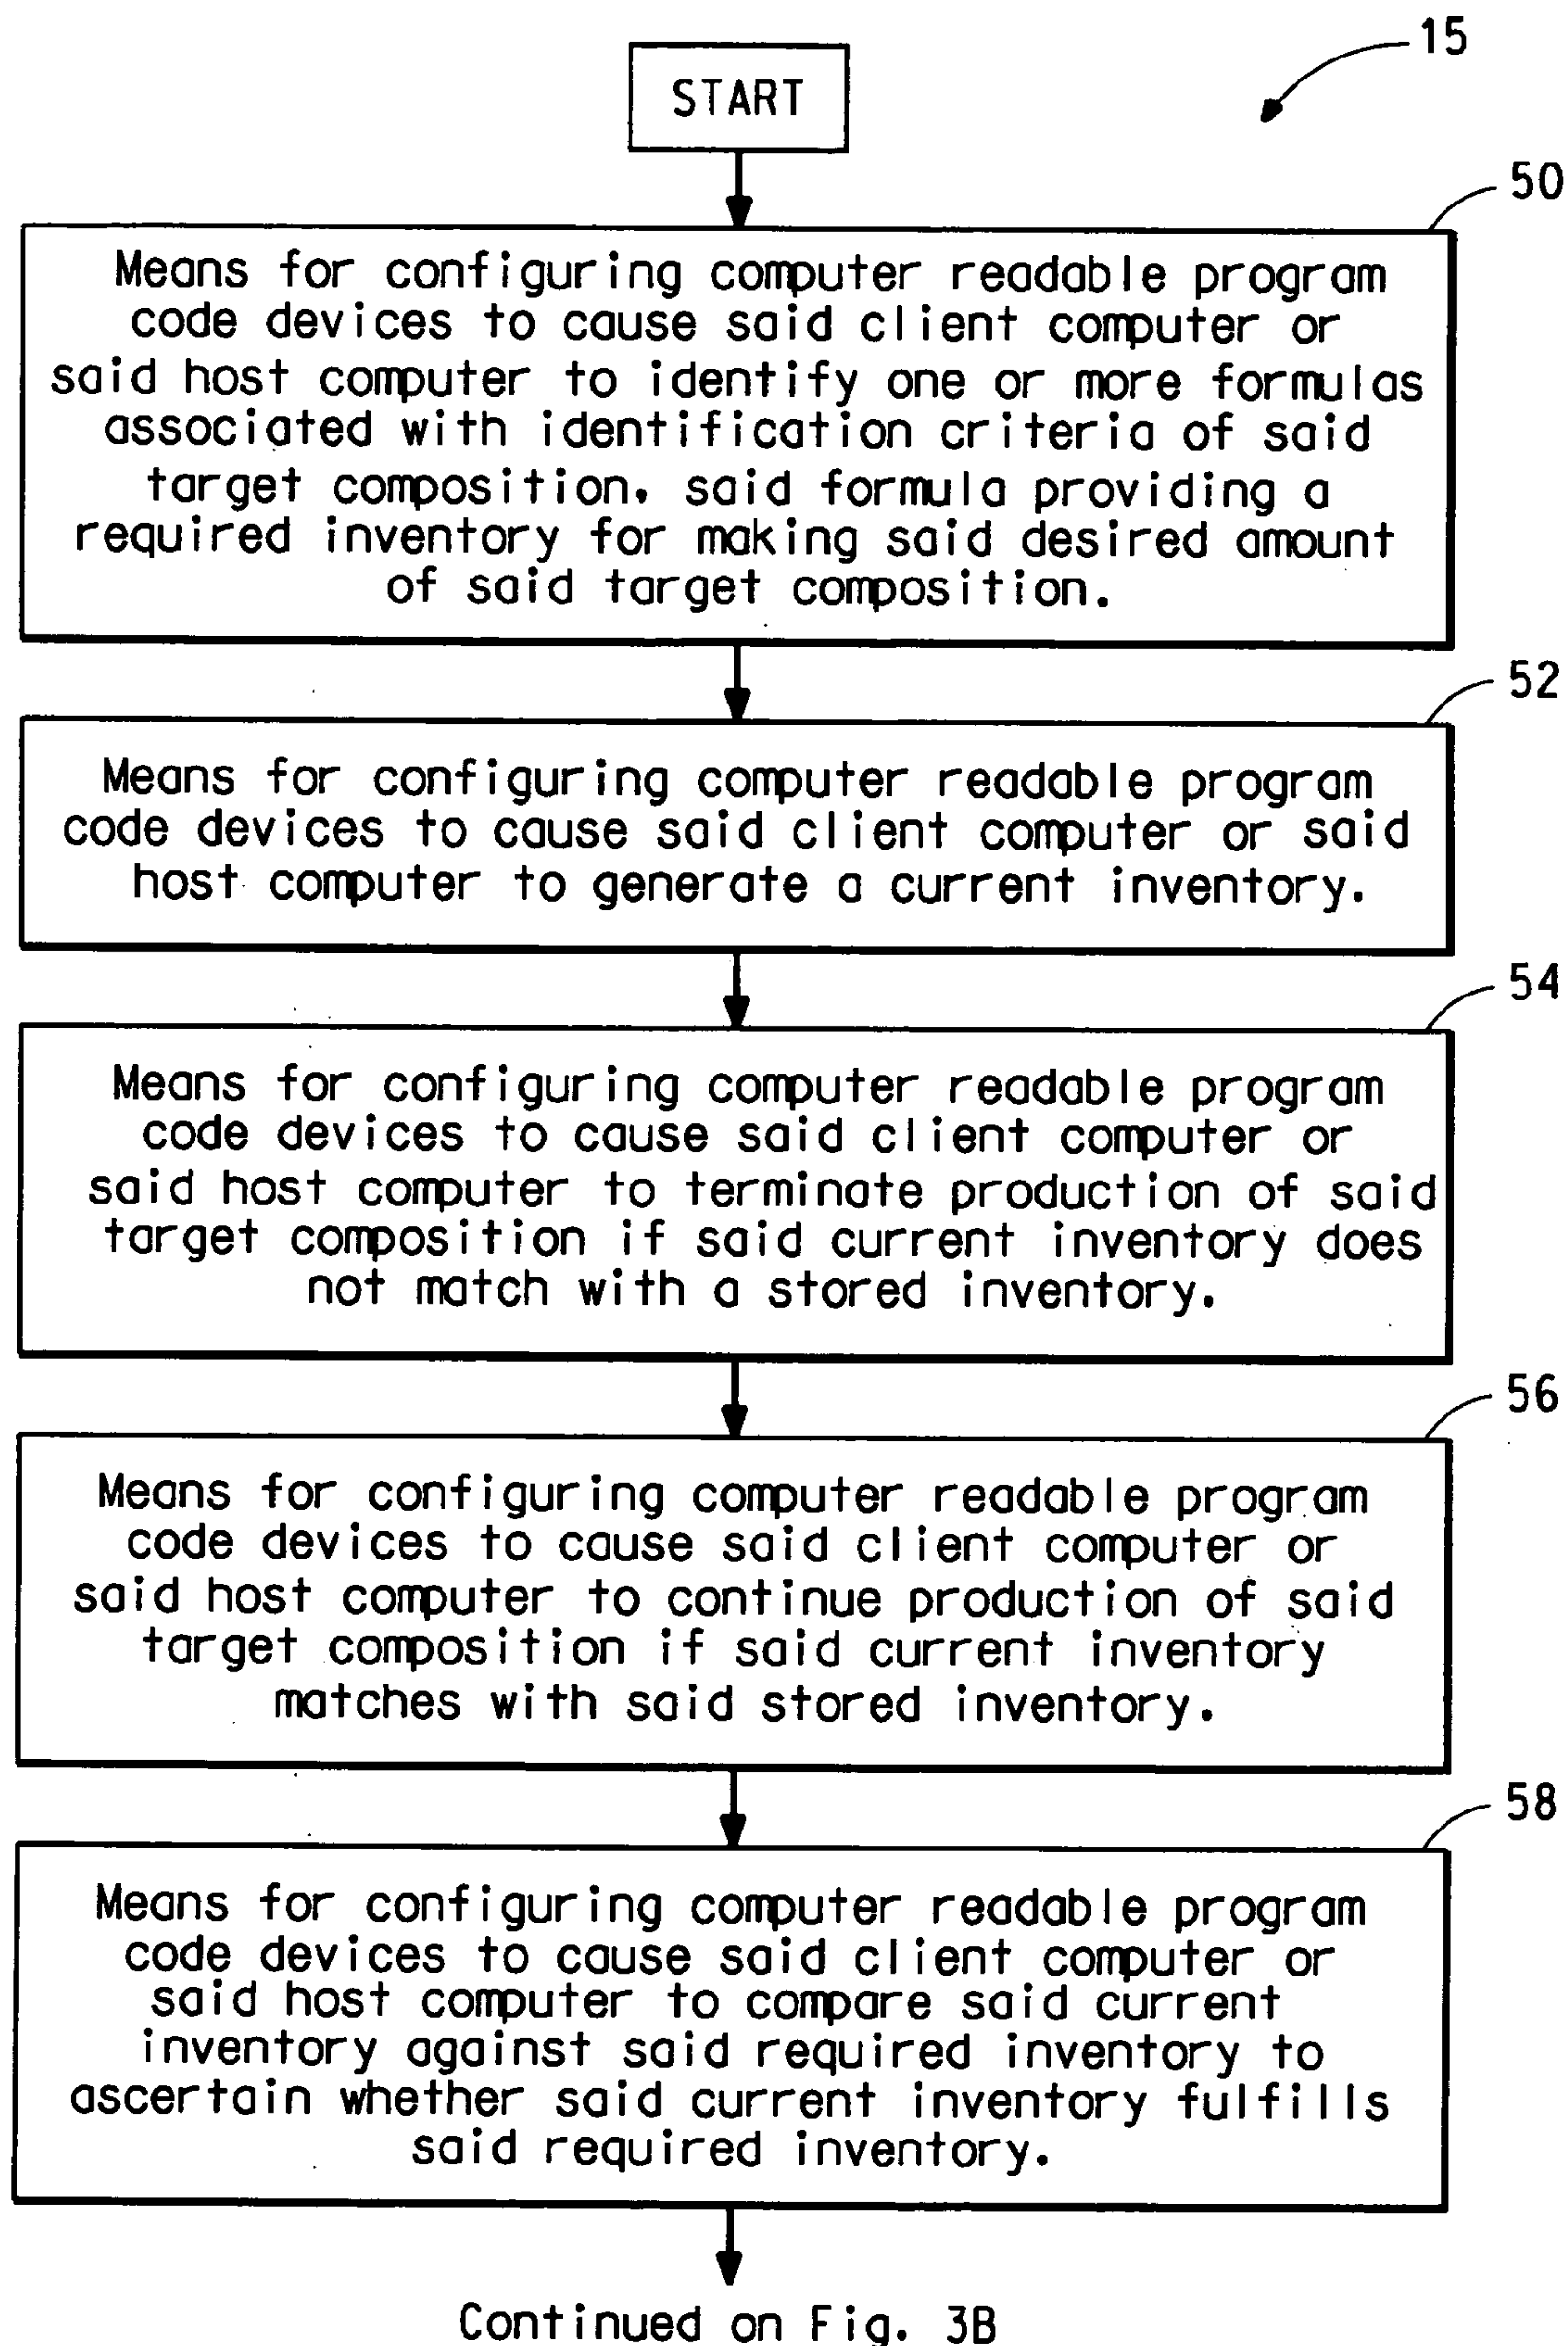 15
START
50
Means for configuring computer readable program
code devices to cause said client computer or
said host computer to identify one or more formulas
associated with identification criteria of said
target composition, said formula providing a
required inventory for making said desired amount
of said target composition.
52
Means for configuring computer readable program
code devices to cause said client computer or said
host computer to generate a current inventory.
54
Means for configuring computer readable program
code devices to cause said client computer or
said host computer to terminate production of said
target composition if said current inventory does
not match with a stored inventory.
56
Means for configuring computer readable program
code devices to cause said client computer or
said host computer to continue production of said
target composition if said current inventory
matches with said stored inventory.
58
Means for configuring computer readable program
code devices to cause said client computer or
said host computer to compare said current
inventory against said required inventory to
ascertain whether said current inventory fulfills
said required inventory.
Continued on Fig. 3B